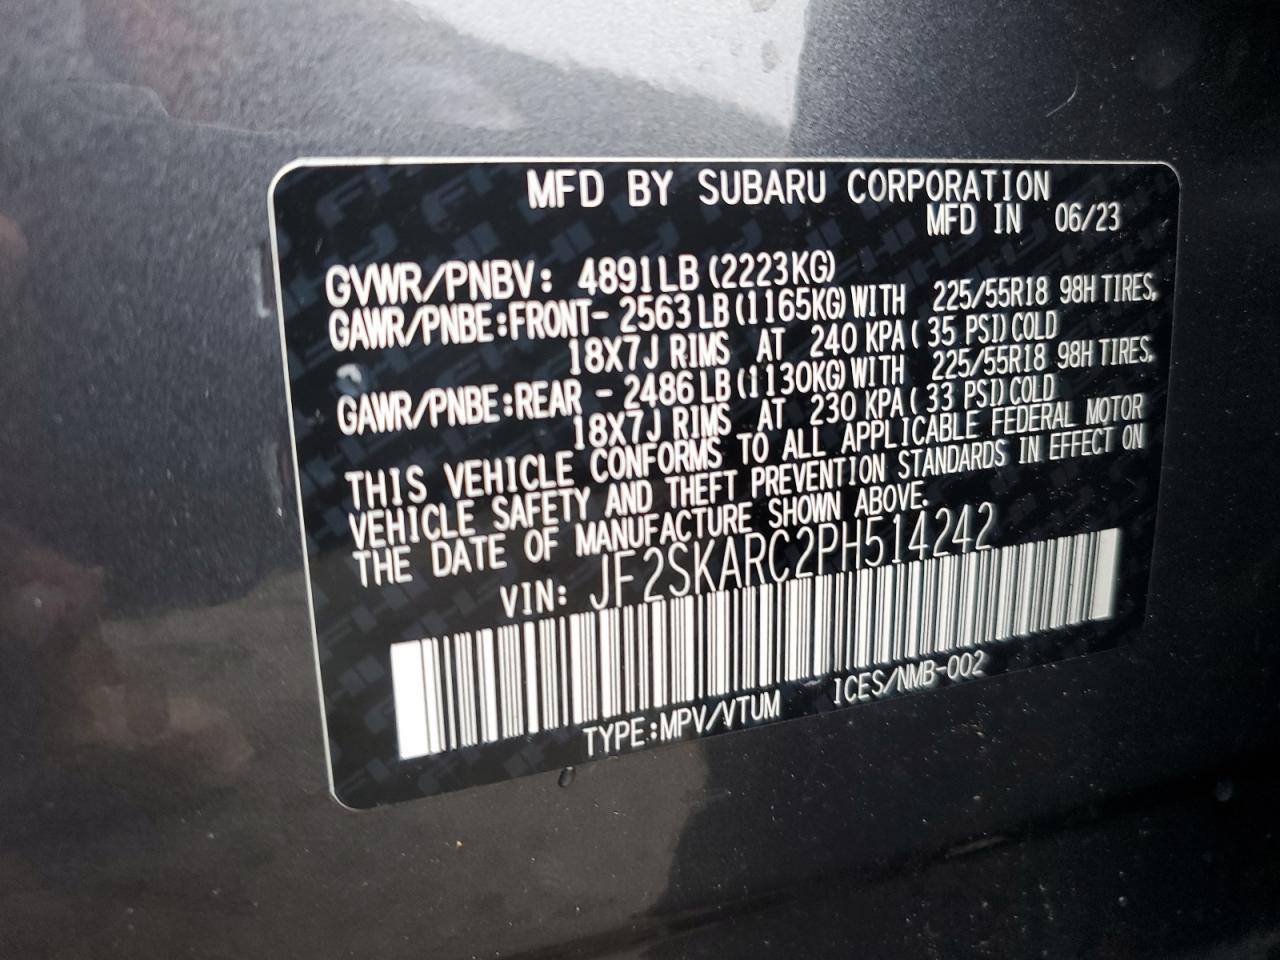 MFD BY SUBARU CORPORATION
MFD IN 06/23
GVWR/PNBV: 4891LB (2223KG)
GAWR/PNBE:FRONT- 2563 LB (1165KG) WITH 225/55R18 98H TIRES,
18X7J RIMS AT 240 KPA ( 35 PSI) COLD
GAWR/PNBE:REAR - 2486 LB (1130KG) WITH 225/55R18 98H TIRES,
18X7J RIMS AT 230 KPA ( 33 PSI) COLD
THIS VEHICLE CONFORMS TO ALL APPLICABLE FEDERAL MOTOR
VEHICLE SAFETY AND THEFT PREVENTION STANDARDS IN EFFECT ON
THE DATE OF MANUFACTURE SHOWN ABOVE.
VIN: JF2SKARC2PH514242
TYPE:MPV/VTUM ICES/NMB-002